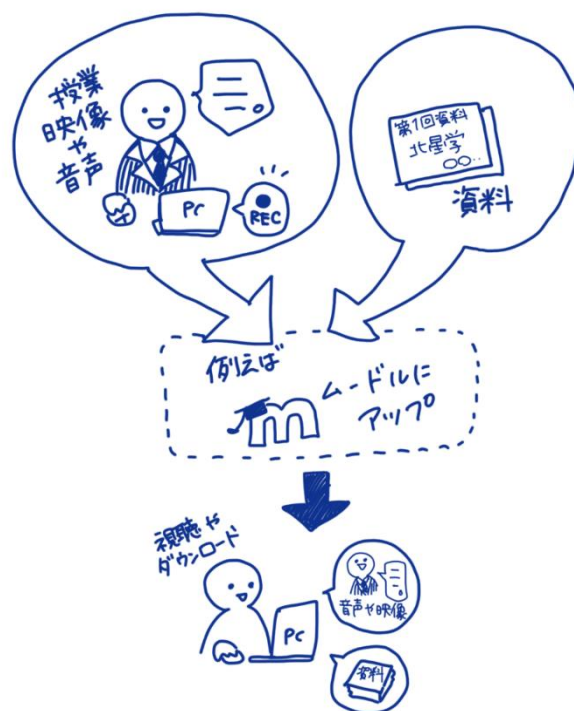 授業
映像
や
音声
PC
REC
第1回資料
北星学
○○..
資料
例えば
m
ムードルに
アップ
視聴や
ダウンロード
PC
音声や映像
資料